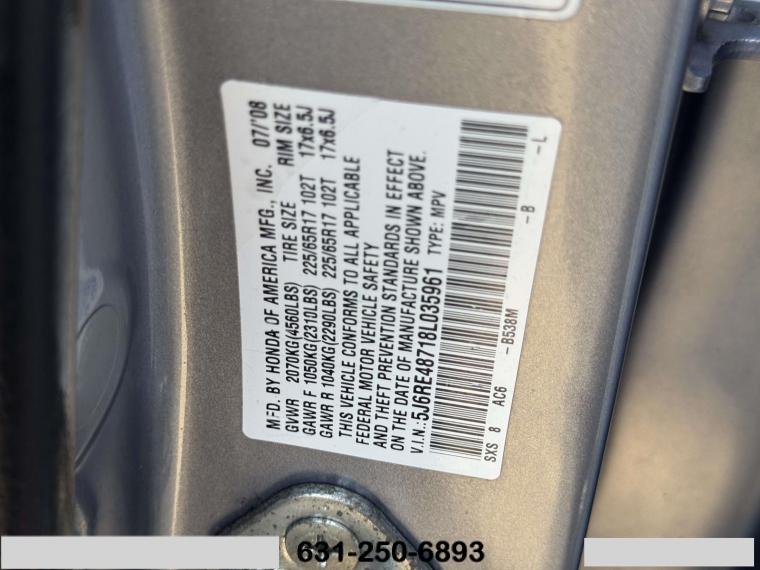 MFD. BY HONDA OF AMERICA MFG., INC. 07/'08
GVWR 2070KG(4560LBS) TIRE SIZE RIM SIZE
GAWR F 1050KG(2310LBS) 225/65R17 102T 17x6.5J
GAWR R 1040KG(2290LBS) 225/65R17 102T 17x6.5J
THIS VEHICLE CONFORMS TO ALL APPLICABLE
FEDERAL MOTOR VEHICLE SAFETY
AND THEFT PREVENTION STANDARDS IN EFFECT
ON THE DATE OF MANUFACTURE SHOWN ABOVE.
V.I.N.:5J6RE48718L035961 TYPE: MPV
SXS 8 AC6 -B538M -B -L
631-250-6893